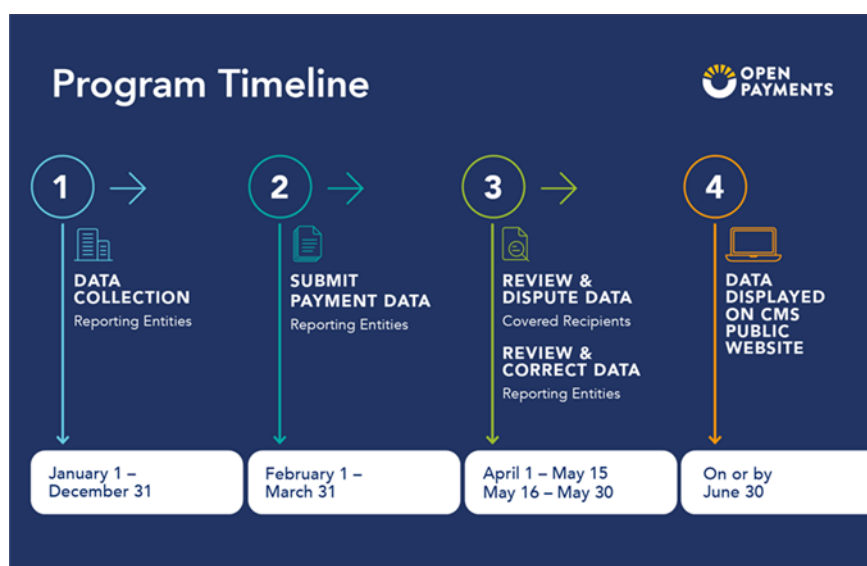 Program Timeline
OPEN
PAYMENTS
1
DATA
COLLECTION
Reporting Entities
January 1 –
December 31
2
SUBMIT
PAYMENT DATA
Reporting Entities
February 1 –
March 31
3
REVIEW &
DISPUTE DATA
Covered Recipients
REVIEW &
CORRECT DATA
Reporting Entities
April 1 – May 15
May 16 – May 30
4
DATA
DISPLAYED
ON CMS
PUBLIC
WEBSITE
On or by
June 30